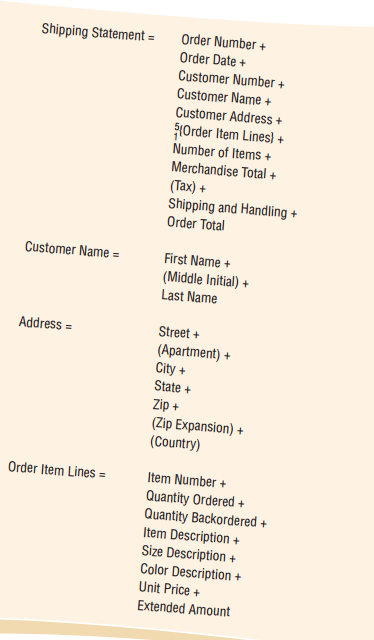 Shipping Statement = Order Number +
Order Date +
Customer Number +
Customer Name +
Customer Address +
5
1{Order Item Lines} +
Number of Items +
Merchandise Total +
(Tax) +
Shipping and Handling +
Order Total
Customer Name = First Name +
(Middle Initial) +
Last Name
Address = Street +
(Apartment) +
City +
State +
Zip +
(Zip Expansion) +
(Country)
Order Item Lines = Item Number +
Quantity Ordered +
Quantity Backordered +
Item Description +
Size Description +
Color Description +
Unit Price +
Extended Amount